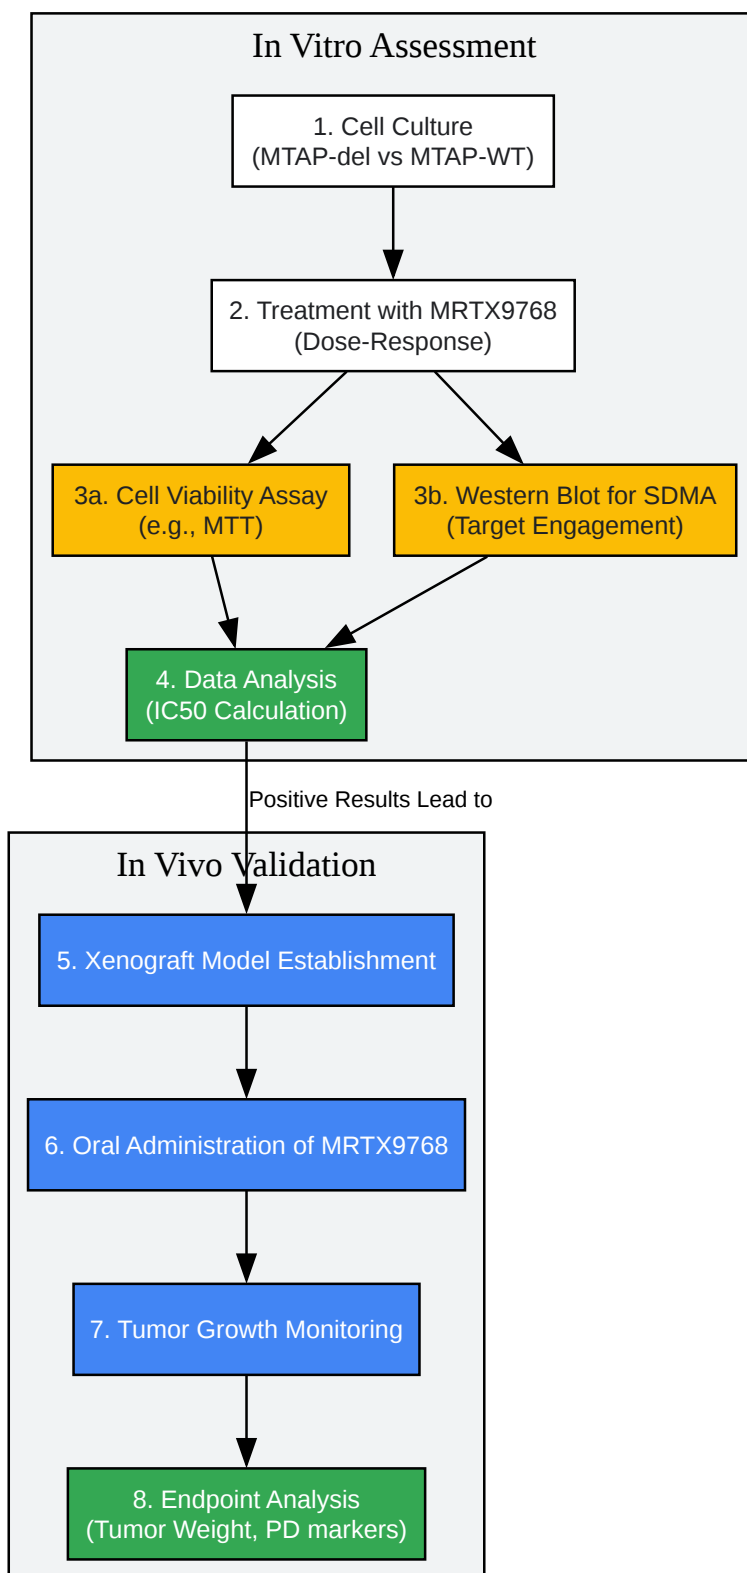 In Vitro Assessment
1. Cell Culture
(MTAP-del vs MTAP-WT)
2. Treatment with MRTX9768
(Dose-Response)
3a. Cell Viability Assay
(e.g., MTT)
3b. Western Blot for SDMA
(Target Engagement)
4. Data Analysis
(IC50 Calculation)
Positive Results Lead to
In Vivo Validation
5. Xenograft Model Establishment
6. Oral Administration of MRTX9768
7. Tumor Growth Monitoring
8. Endpoint Analysis
(Tumor Weight, PD markers)